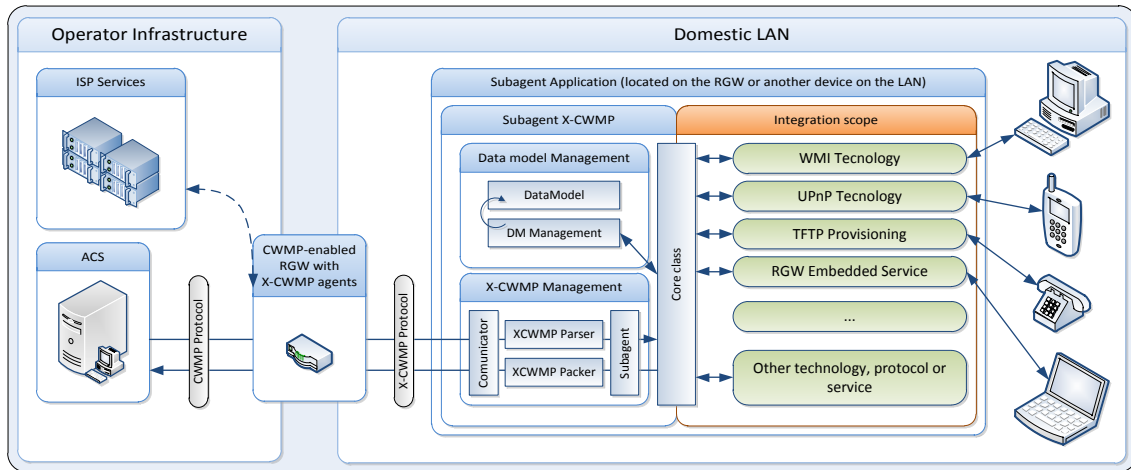 Operator Infrastructure
ISP Services
ACS
CWMP Protocol
CWMP-enabled
RGW with
X-CWMP agents
Domestic LAN
X-CWMP Protocol
Subagent Application (located on the RGW or another device on the LAN)
Subagent X-CWMP
Data model Management
DataModel
DM Management
X-CWMP Management
Comunicator
XCWMP Parser
XCWMP Packer
Subagent
Core class
Integration scope
WMI Tecnology
UPnP Tecnology
TFTP Provisioning
RGW Embedded Service
...
Other technology, protocol or
service